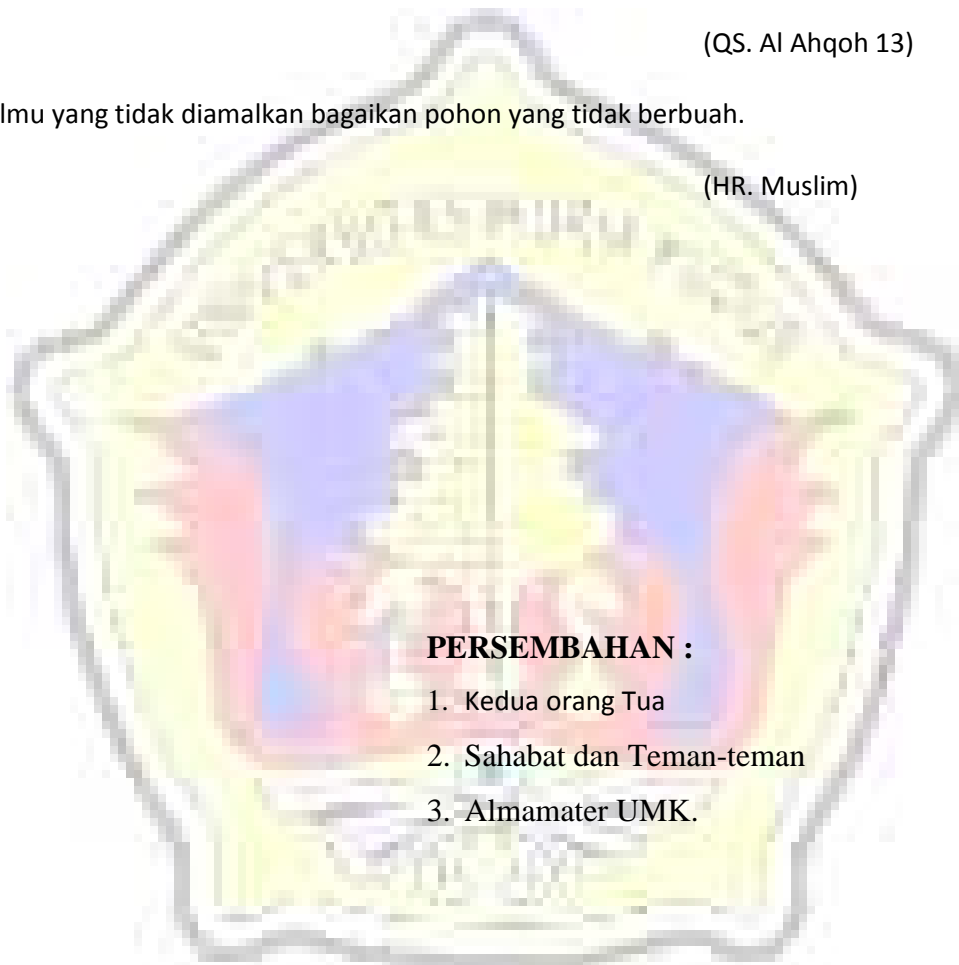 (QS. Al Ahqoh 13)
lmu yang tidak diamalkan bagaikan pohon yang tidak berbuah.
(HR. Muslim)
PERSEMBAHAN :
1. Kedua orang Tua
2. Sahabat dan Teman-teman
3. Almamater UMK.